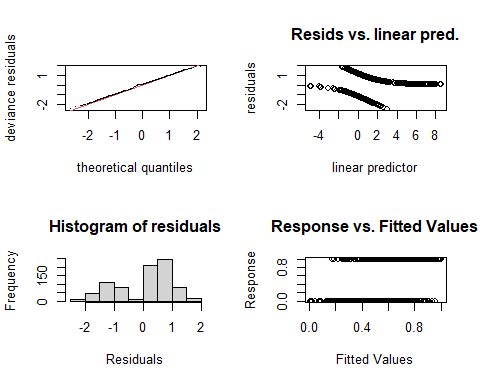 deviance residuals
1
-2
-2 -1 0 1 2
theoretical quantiles
Resids vs. linear pred.
residuals
1
-2
-4 0 2 4 6 8
linear predictor
Histogram of residuals
Frequency
150
0
-2 -1 0 1 2
Residuals
Response vs. Fitted Values
Response
0.8
0.0
0.0 0.4 0.8
Fitted Values